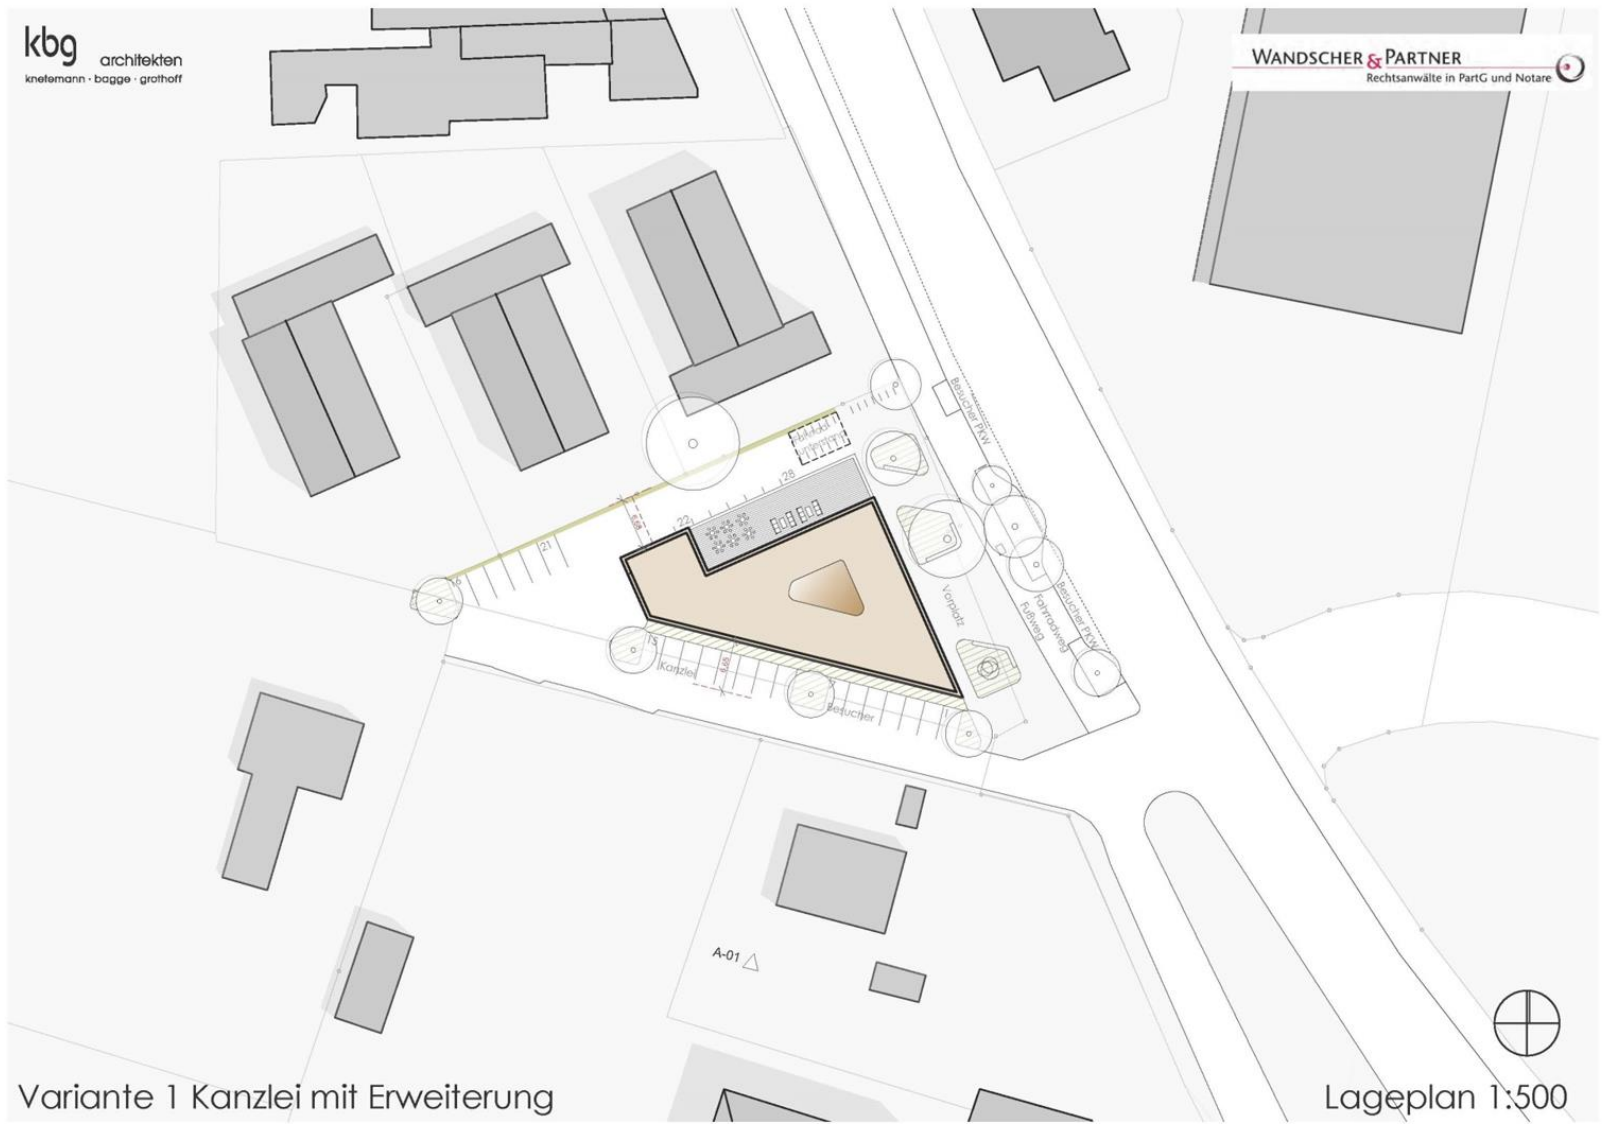 kbg
architekten
knetemann · bagge · grothoff
WANDSCHER & PARTNER
Rechtsanwälte in PartG und Notare
Besucher PKW
28
22
21
Vorplatz
Fußweg
Fahrradweg
Besucher PKW
15
Kanzlei
Besucher
A-01
Variante 1 Kanzlei mit Erweiterung
Lageplan 1:500